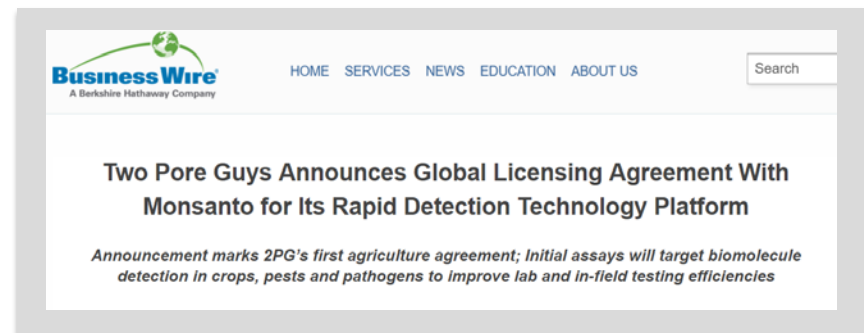 Business Wire
A Berkshire Hathaway Company
HOME SERVICES NEWS EDUCATION ABOUT US
Search
Two Pore Guys Announces Global Licensing Agreement With
Monsanto for Its Rapid Detection Technology Platform
Announcement marks 2PG's first agriculture agreement; Initial assays will target biomolecule
detection in crops, pests and pathogens to improve lab and in-field testing efficiencies